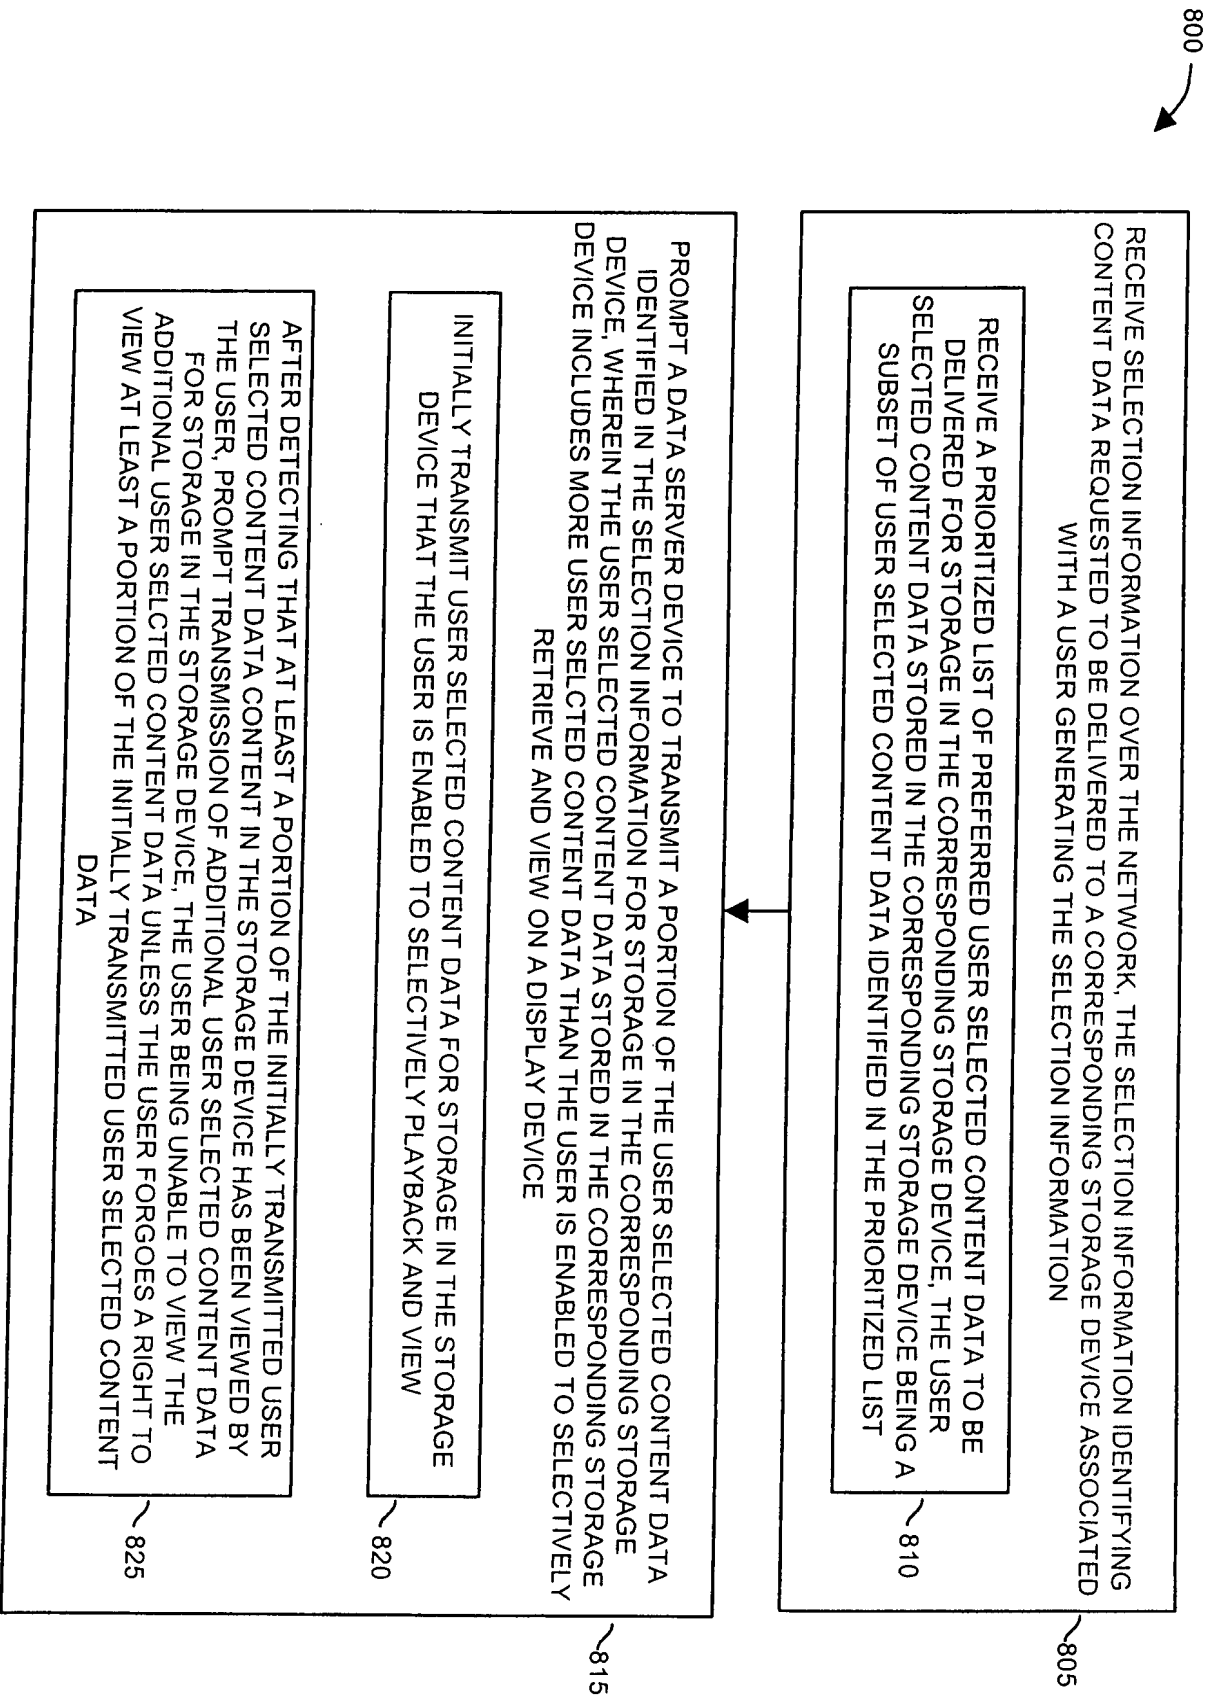 800
RECEIVE SELECTION INFORMATION OVER THE NETWORK, THE SELECTION INFORMATION IDENTIFYING
CONTENT DATA REQUESTED TO BE DELIVERED TO A CORRESPONDING STORAGE DEVICE ASSOCIATED
WITH A USER GENERATING THE SELECTION INFORMATION
805
RECEIVE A PRIORITIZED LIST OF PREFERRED USER SELECTED CONTENT DATA TO BE
DELIVERED FOR STORAGE IN THE CORRESPONDING STORAGE DEVICE, THE USER
SELECTED CONTENT DATA STORED IN THE CORRESPONDING STORAGE DEVICE BEING A
SUBSET OF USER SELECTED CONTENT DATA IDENTIFIED IN THE PRIORITIZED LIST
810
PROMPT A DATA SERVER DEVICE TO TRANSMIT A PORTION OF THE USER SELECTED CONTENT DATA
IDENTIFIED IN THE SELECTION INFORMATION FOR STORAGE IN THE CORRESPONDING STORAGE
DEVICE, WHEREIN THE USER SELECTED CONTENT DATA STORED IN THE CORRESPONDING STORAGE
DEVICE INCLUDES MORE USER SELECTED CONTENT DATA THAN THE USER IS ENABLED TO SELECTIVELY
RETRIEVE AND VIEW ON A DISPLAY DEVICE
815
INITIALLY TRANSMIT USER SELECTED CONTENT DATA FOR STORAGE IN THE STORAGE
DEVICE THAT THE USER IS ENABLED TO SELECTIVELY PLAYBACK AND VIEW
820
AFTER DETECTING THAT AT LEAST A PORTION OF THE INITIALLY TRANSMITTED USER
SELECTED CONTENT DATA CONTENT IN THE STORAGE DEVICE HAS BEEN VIEWED BY
THE USER, PROMPT TRANSMISSION OF ADDITIONAL USER SELECTED CONTENT DATA
FOR STORAGE IN THE STORAGE DEVICE, THE USER BEING UNABLE TO VIEW THE
ADDITIONAL USER SELCTED CONTENT DATA UNLESS THE USER FORGOES A RIGHT TO
VIEW AT LEAST A PORTION OF THE INITIALLY TRANSMITTED USER SELECTED CONTENT
DATA
825